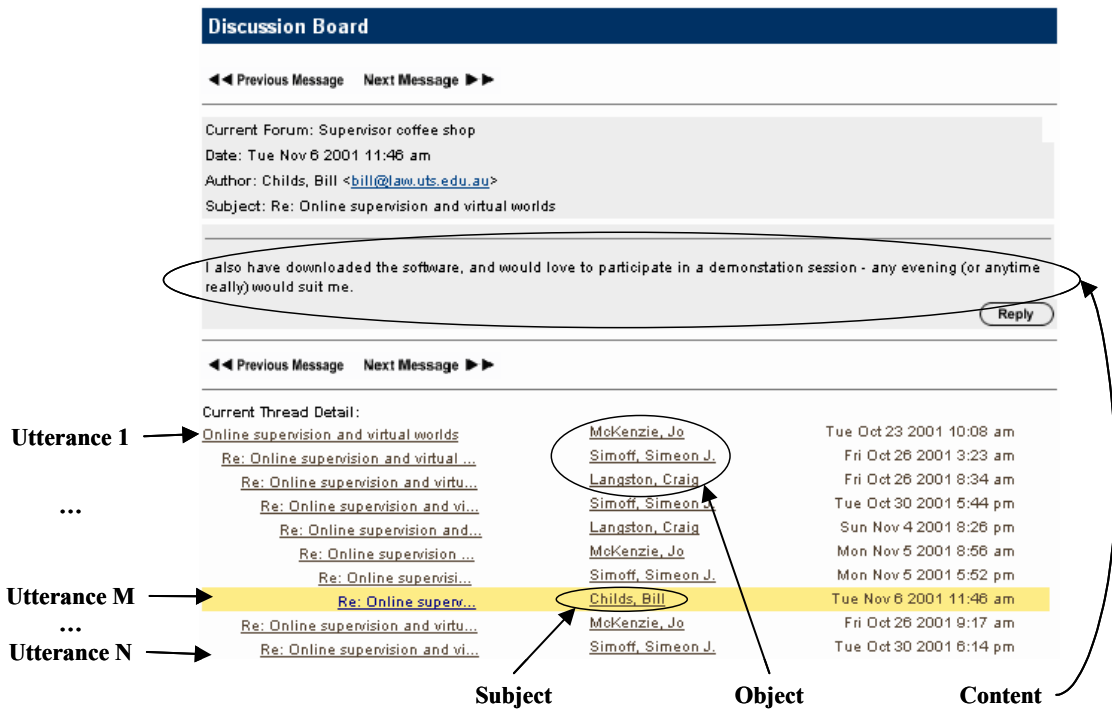 Discussion Board
◄◄ Previous Message Next Message ►►
Current Forum: Supervisor coffee shop
Date: Tue Nov 6 2001 11:46 am
Author: Childs, Bill <bill@law.uts.edu.au>
Subject: Re: Online supervision and virtual worlds
I also have downloaded the software, and would love to participate in a demonstation session - any evening (or anytime
really) would suit me.
Reply
◄◄ Previous Message Next Message ►►
Current Thread Detail:
Utterance 1 Online supervision and virtual worlds McKenzie, Jo Tue Oct 23 2001 10:08 am
Re: Online supervision and virtual ... Simoff, Simeon J. Fri Oct 26 2001 3:23 am
Re: Online supervision and virtu... Langston, Craig Fri Oct 26 2001 8:34 am
... Re: Online supervision and vi... Simoff, Simeon J. Tue Oct 30 2001 5:44 pm
Re: Online supervision and... Langston, Craig Sun Nov 4 2001 8:26 pm
Re: Online supervision ... McKenzie, Jo Mon Nov 5 2001 8:56 am
Re: Online supervisi... Simoff, Simeon J. Mon Nov 5 2001 5:52 pm
Utterance M Re: Online superv... Childs, Bill Tue Nov 6 2001 11:46 am
... Re: Online supervision and virtu... McKenzie, Jo Fri Oct 26 2001 9:17 am
Utterance N Re: Online supervision and vi... Simoff, Simeon J. Tue Oct 30 2001 6:14 pm
Subject Object Content